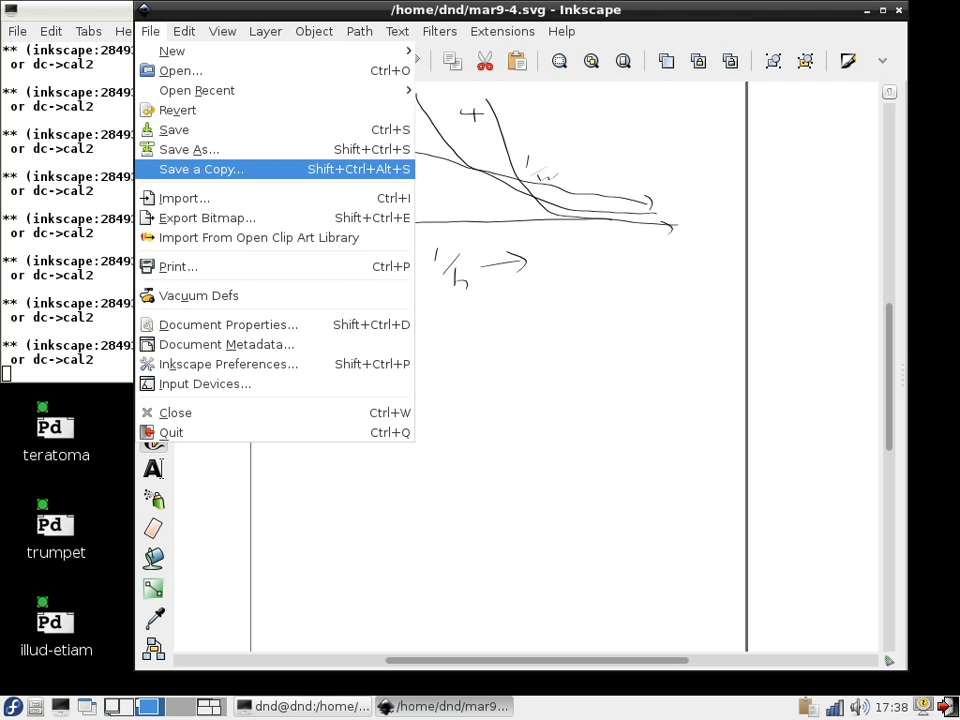 /home/dnd/mar9-4.svg - Inkscape
File Edit Tabs He
File Edit View Layer Object Path Text Filters Extensions Help
** (inkscape:2849
or dc->cal2
** (inkscape:2849
or dc->cal2
** (inkscape:2849
or dc->cal2
** (inkscape:2849
or dc->cal2
** (inkscape:2849
or dc->cal2
** (inkscape:2849
or dc->cal2
** (inkscape:2849
or dc->cal2
** (inkscape:2849
or dc->cal2
New
Open... Ctrl+O
Open Recent
Revert
Save Ctrl+S
Save As... Shift+Ctrl+S
Save a Copy... Shift+Ctrl+Alt+S
Import... Ctrl+I
Export Bitmap... Shift+Ctrl+E
Import From Open Clip Art Library
Print... Ctrl+P
Vacuum Defs
Document Properties... Shift+Ctrl+D
Document Metadata...
Inkscape Preferences... Shift+Ctrl+P
Input Devices...
Close Ctrl+W
Quit Ctrl+Q
4
1/h →
Pd
teratoma
Pd
trumpet
Pd
illud-etiam
A
dnd@dnd:/home/...
/home/dnd/mar9...
17:38